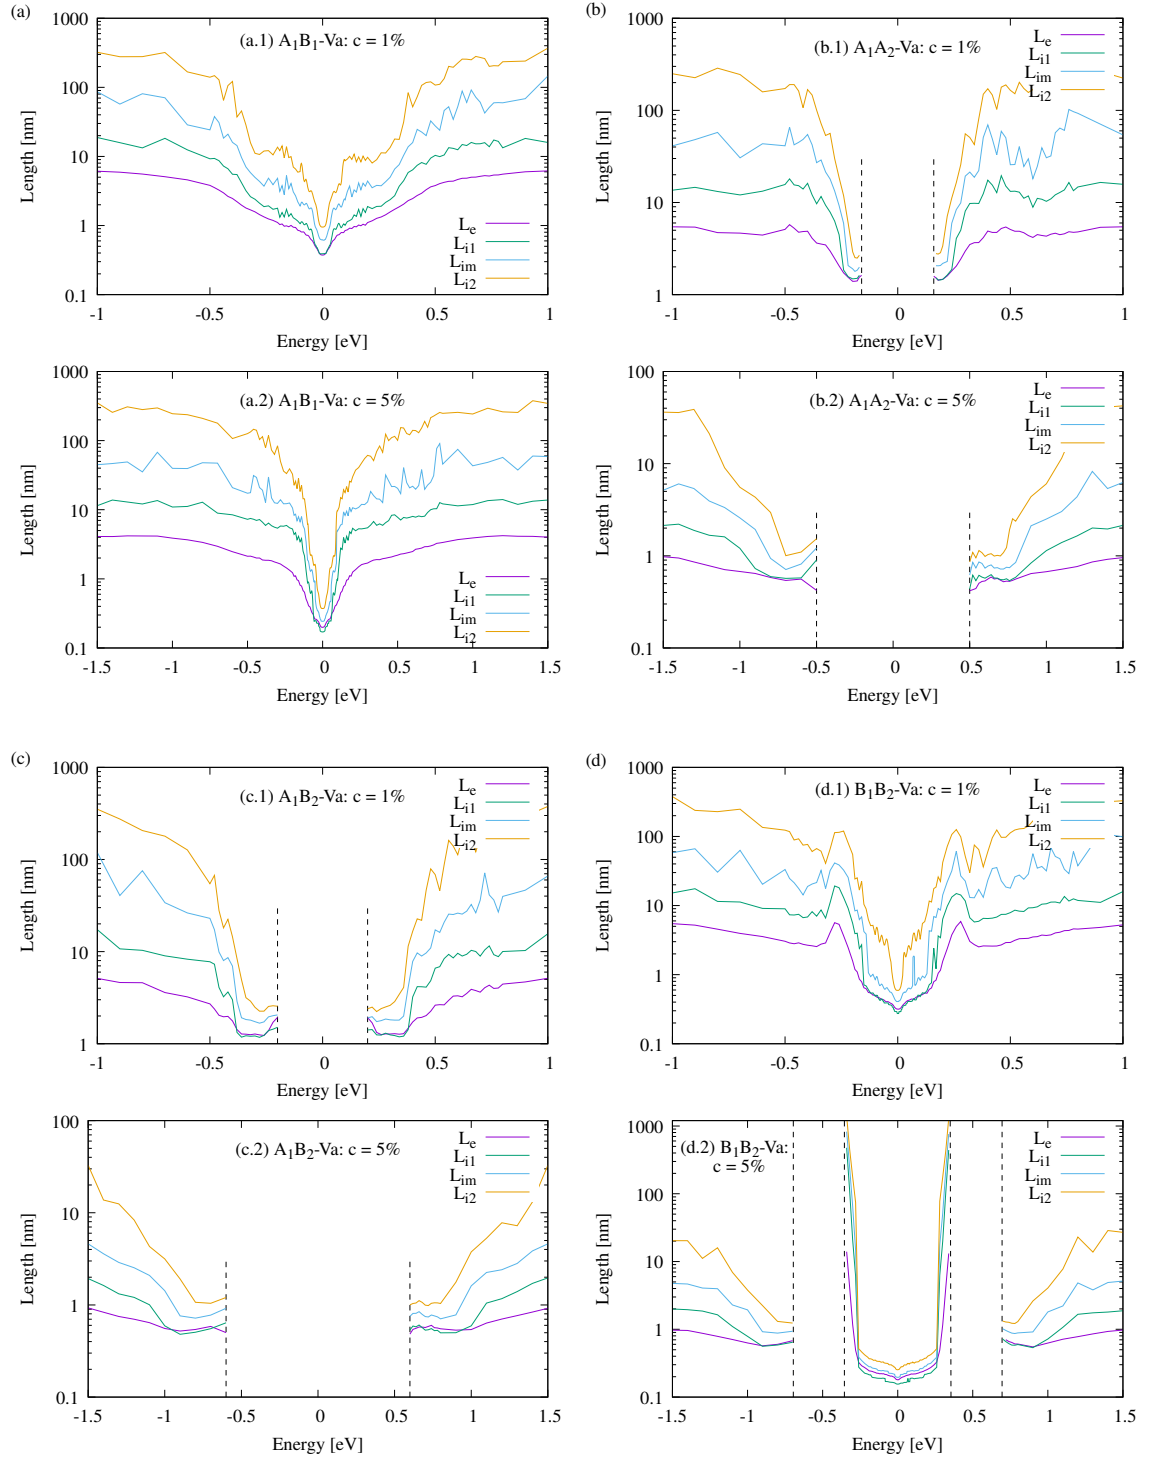 (a)
(a.1) A₁B₁-Va: c = 1%
Length [nm]
1000
100
10
1
0.1
Lₑ
Lᵢ₁
Lᵢₘ
Lᵢ₂
-1 -0.5 0 0.5 1
Energy [eV]
(a.2) A₁B₁-Va: c = 5%
Length [nm]
1000
100
10
1
0.1
Lₑ
Lᵢ₁
Lᵢₘ
Lᵢ₂
-1.5 -1 -0.5 0 0.5 1 1.5
Energy [eV]
(b)
(b.1) A₁A₂-Va: c = 1%
Length [nm]
1000
100
10
1
Lₑ
Lᵢ₁
Lᵢₘ
Lᵢ₂
-1 -0.5 0 0.5 1
Energy [eV]
(b.2) A₁A₂-Va: c = 5%
Length [nm]
100
10
1
0.1
Lₑ
Lᵢ₁
Lᵢₘ
Lᵢ₂
-1.5 -1 -0.5 0 0.5 1 1.5
Energy [eV]
(c)
(c.1) A₁B₂-Va: c = 1%
Length [nm]
1000
100
10
1
Lₑ
Lᵢ₁
Lᵢₘ
Lᵢ₂
-1 -0.5 0 0.5 1
Energy [eV]
(c.2) A₁B₂-Va: c = 5%
Length [nm]
100
10
1
0.1
Lₑ
Lᵢ₁
Lᵢₘ
Lᵢ₂
-1.5 -1 -0.5 0 0.5 1 1.5
Energy [eV]
(d)
(d.1) B₁B₂-Va: c = 1%
Length [nm]
1000
100
10
1
0.1
Lₑ
Lᵢ₁
Lᵢₘ
Lᵢ₂
-1 -0.5 0 0.5 1
Energy [eV]
(d.2) B₁B₂-Va:
c = 5%
Length [nm]
1000
100
10
1
0.1
Lₑ
Lᵢ₁
Lᵢₘ
Lᵢ₂
-1.5 -1 -0.5 0 0.5 1 1.5
Energy [eV]